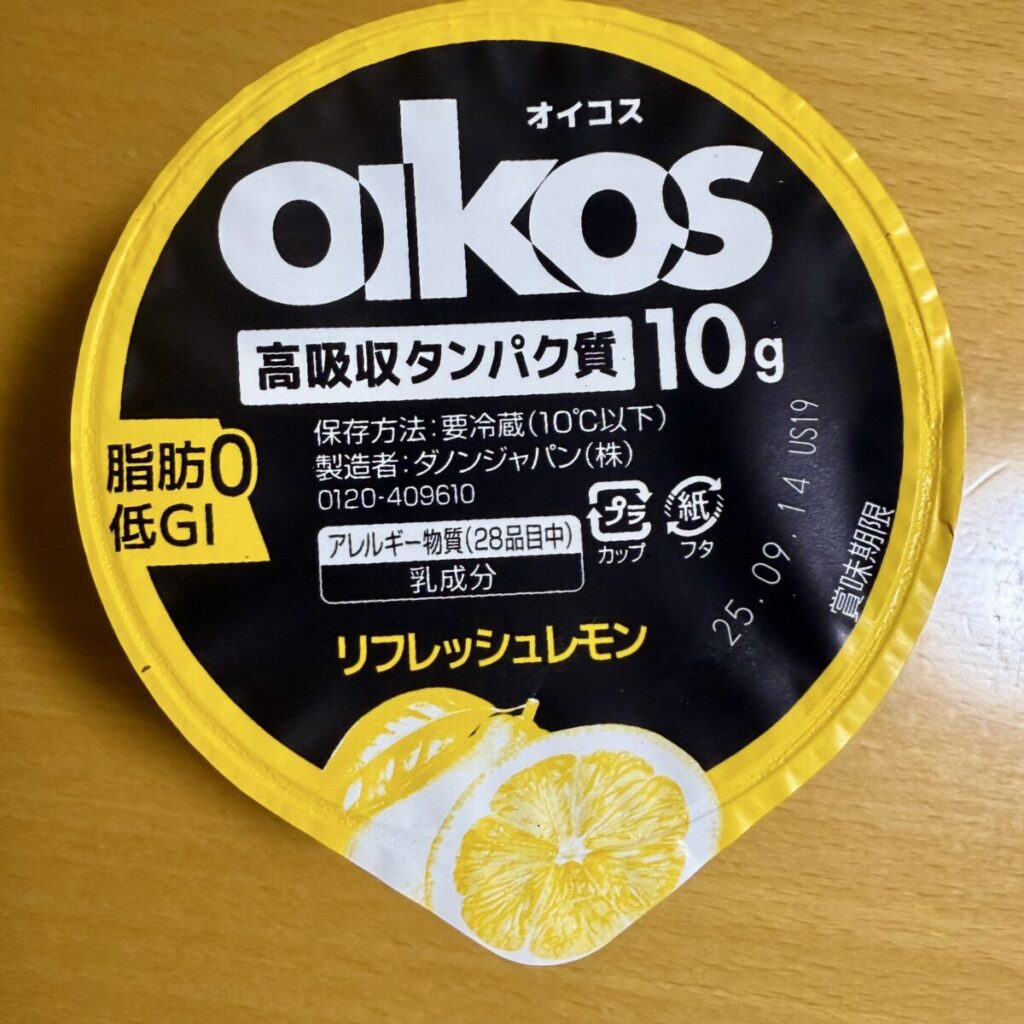 オイコス
oikos
高吸収タンパク質 10g
脂肪0
低GI
保存方法:要冷蔵(10℃以下)
製造者:ダノンジャパン(株)
0120-409610
アレルギー物質(28品目中)
乳成分
プラ
カップ
紙
フタ
25.09.14 US19
賞味期限
リフレッシュレモン